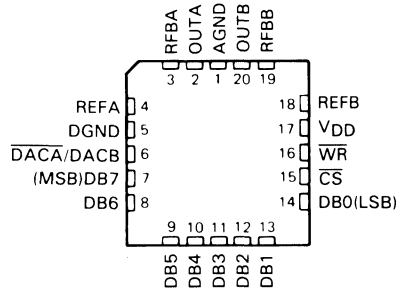 RFBA OUTA AGND OUTB RFBB
3 2 1 20 19
REFA 4 18 REFB
DGND 5 17 VDD
DACA/DACB 6 16 WR
(MSB)DB7 7 15 CS
DB6 8 14 DB0(LSB)
9 10 11 12 13
DB5 DB4 DB3 DB2 DB1